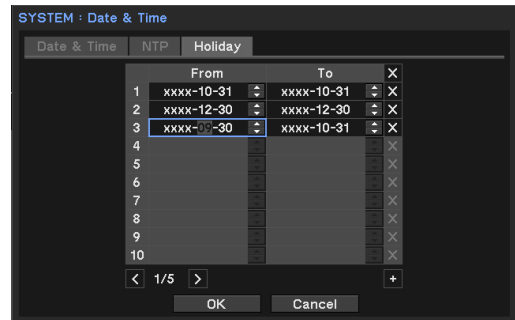 SYSTEM : Date & Time
Date & Time NTP Holiday
From To X
1 xxxx-10-31 xxxx-10-31 X
2 xxxx-12-30 xxxx-12-30 X
3 xxxx-09-30 xxxx-10-31 X
4 X
5 X
6 X
7 X
8 X
9 X
10 X
< 1/5 > +
OK Cancel